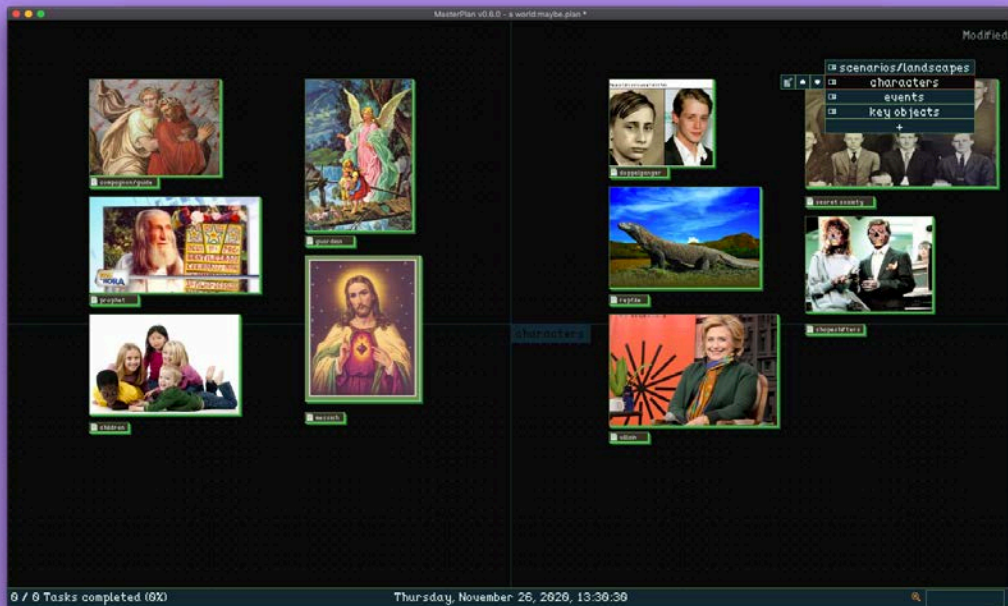 MasterPlan v0.6.0 - a world:maybe.plan *
Modified
scenarios/landscapes
characters
events
key objects
+
compagnon/guide
guardian
doppelganger
secret society
HORA
prophet
reptile
characters
shapeshifters
children
messiah
villain
0 / 0 Tasks completed (0%)
Thursday, November 26, 2020, 13:30:30